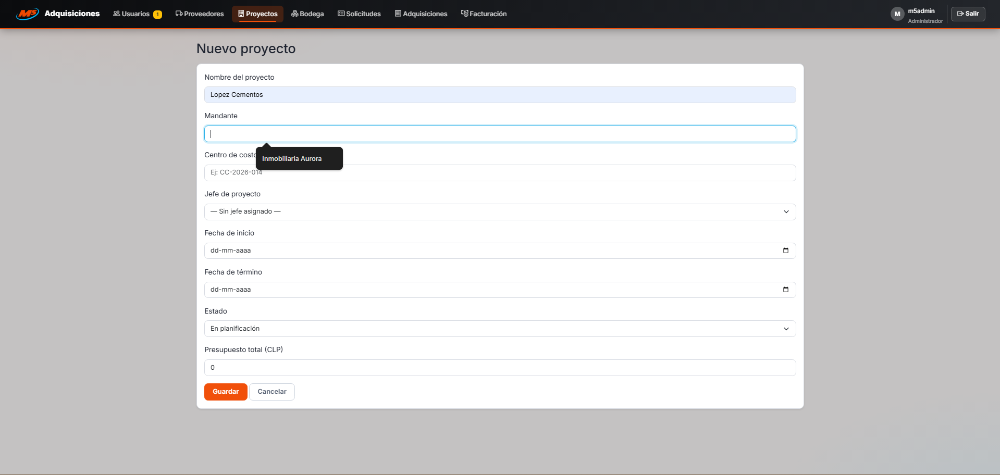 M5 Adquisiciones Usuarios 1 Proveedores Proyectos Bodega Solicitudes Adquisiciones Facturación M m5admin Administrador Salir
Nuevo proyecto
Nombre del proyecto
Lopez Cementos
Mandante
Inmobiliaria Aurora
Centro de costo
Ej: CC-2026-014
Jefe de proyecto
— Sin jefe asignado —
Fecha de inicio
dd-mm-aaaa
Fecha de término
dd-mm-aaaa
Estado
En planificación
Presupuesto total (CLP)
0
Guardar Cancelar